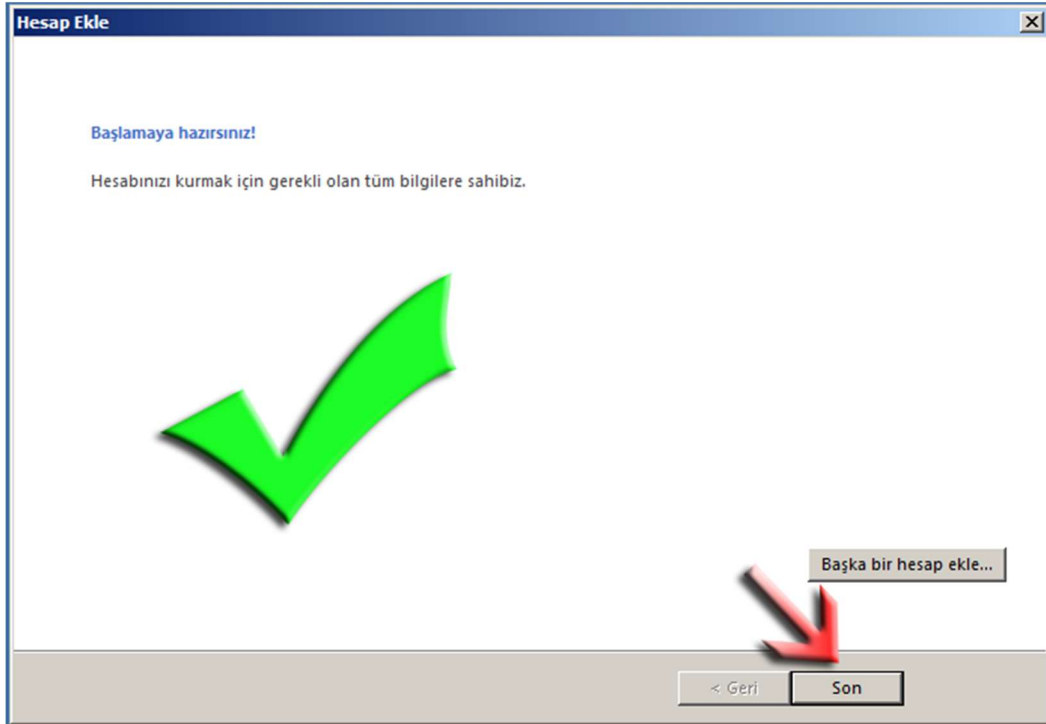 Hesap Ekle
Başlamaya hazırsınız!
Hesabınızı kurmak için gerekli olan tüm bilgilere sahibiz.
Başka bir hesap ekle...
< Geri
Son